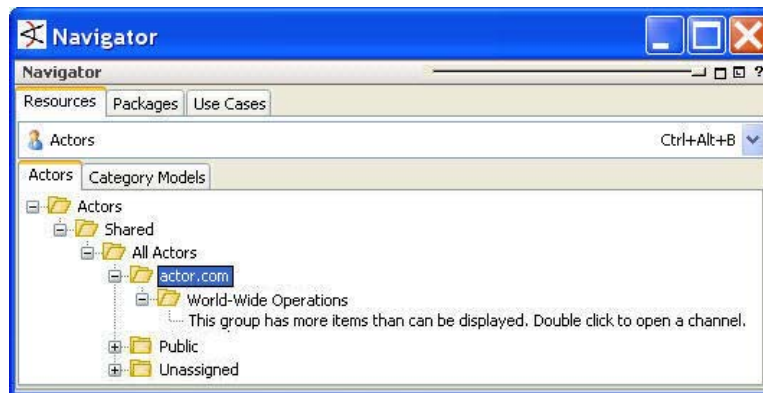 Navigator
Navigator ?
Resources Packages Use Cases
Actors Ctrl+Alt+B
Actors Category Models
Actors
Shared
All Actors
actor.com
World-Wide Operations
This group has more items than can be displayed. Double click to open a channel.
Public
Unassigned